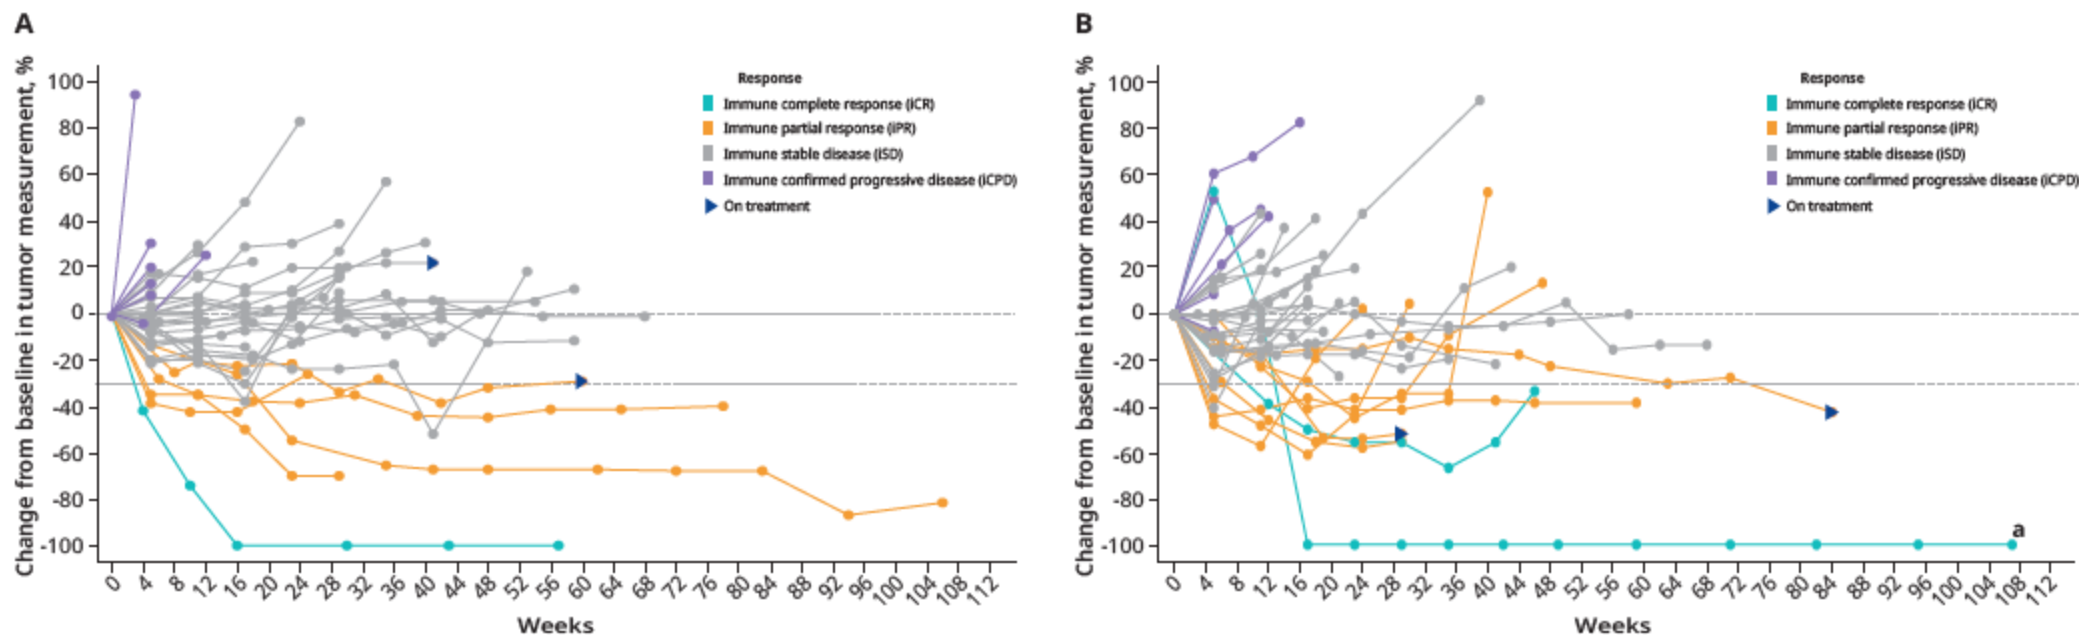 A
Change from baseline in tumor measurement, %
100
80
60
40
20
0
-20
-40
-60
-80
-100
Response
Immune complete response (iCR)
Immune partial response (iPR)
Immune stable disease (iSD)
Immune confirmed progressive disease (iCPD)
On treatment
0 4 8 12 16 20 24 28 32 36 40 44 48 52 56 60 64 68 72 76 80 84 88 92 96 100 104 108 112
Weeks
B
Change from baseline in tumor measurement, %
100
80
60
40
20
0
-20
-40
-60
-80
-100
Response
Immune complete response (iCR)
Immune partial response (iPR)
Immune stable disease (iSD)
Immune confirmed progressive disease (iCPD)
On treatment
a
0 4 8 12 16 20 24 28 32 36 40 44 48 52 56 60 64 68 72 76 80 84 88 92 96 100 104 108 112
Weeks